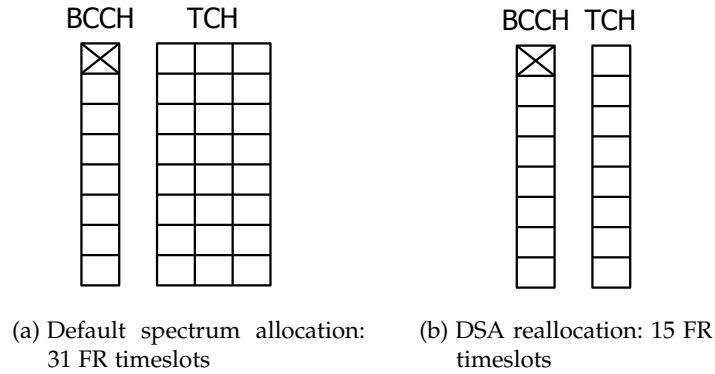 BCCH TCH
BCCH TCH
(a) Default spectrum allocation:
31 FR timeslots
(b) DSA reallocation: 15 FR
timeslots